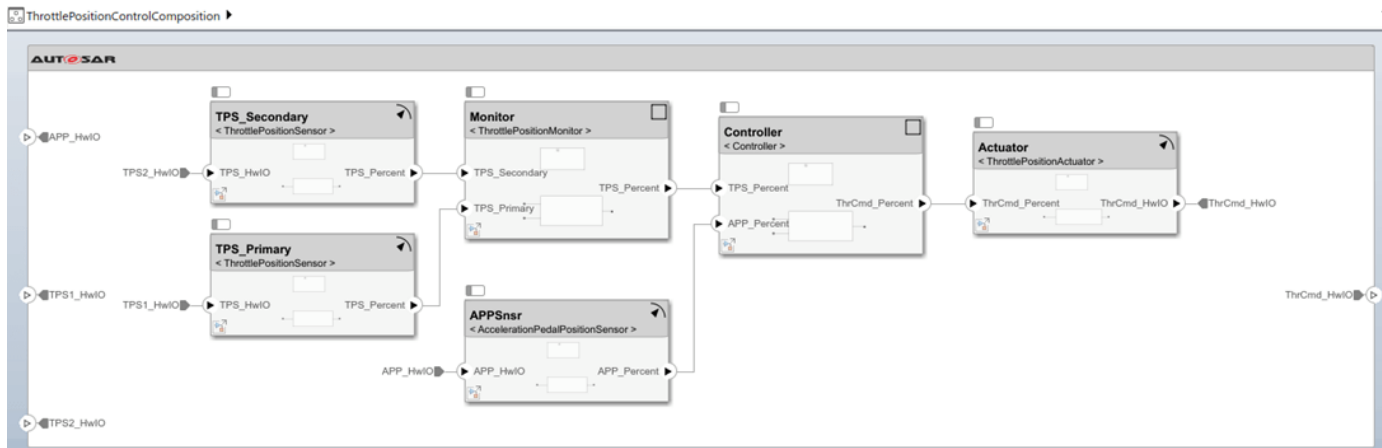 ThrottlePositionControlComposition
AUTOSAR
APP_HwIO
TPS1_HwIO
TPS2_HwIO
TPS2_HwIO
TPS_Secondary
< ThrottlePositionSensor >
TPS_HwIO
TPS_Percent
TPS1_HwIO
TPS_Primary
< ThrottlePositionSensor >
TPS_HwIO
TPS_Percent
Monitor
< ThrottlePositionMonitor >
TPS_Secondary
TPS_Percent
TPS_Primary
APP_HwIO
APPSnsr
< AccelerationPedalPositionSensor >
APP_HwIO
APP_Percent
Controller
< Controller >
TPS_Percent
ThrCmd_Percent
APP_Percent
Actuator
< ThrottlePositionActuator >
ThrCmd_Percent
ThrCmd_HwIO
ThrCmd_HwIO
ThrCmd_HwIO